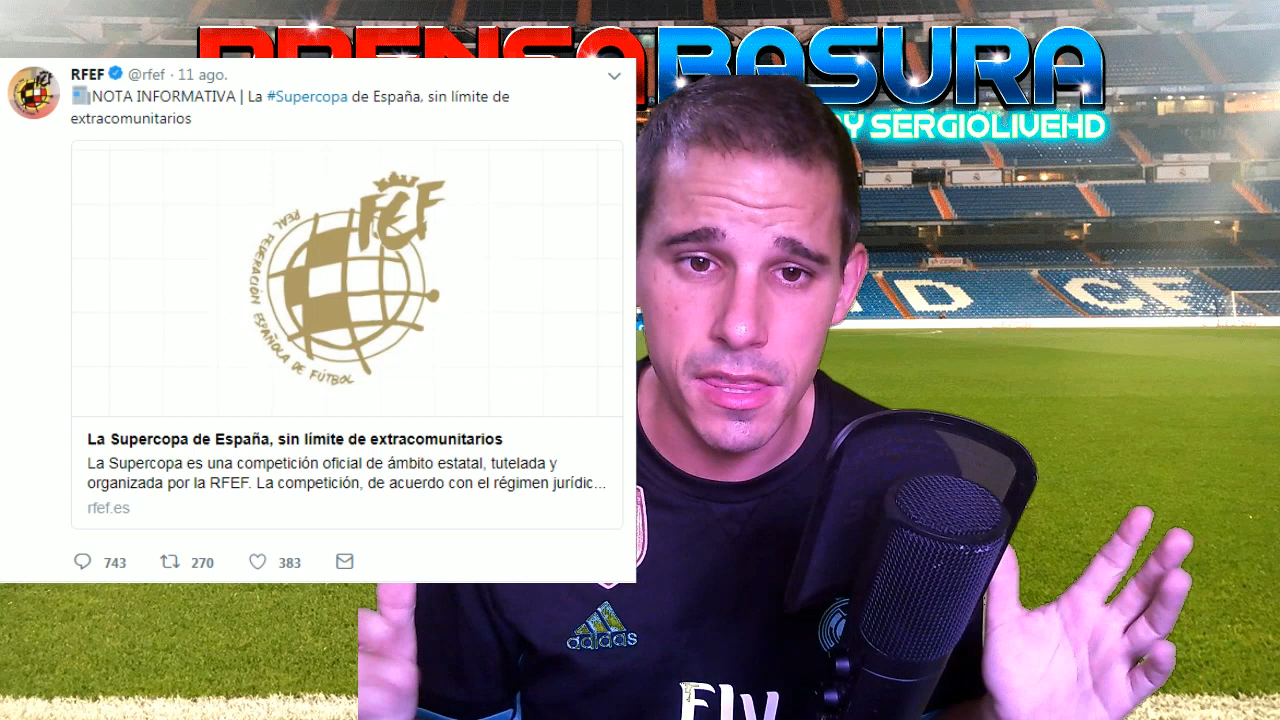 PRENSABASURA
BY SERGIOLIVEHD
RFEF @rfef · 11 ago.
NOTA INFORMATIVA | La #Supercopa de España, sin límite de
extracomunitarios
RFEF
REAL FEDERACIÓN ESPAÑOLA DE FÚTBOL
La Supercopa de España, sin límite de extracomunitarios
La Supercopa es una competición oficial de ámbito estatal, tutelada y
organizada por la RFEF. La competición, de acuerdo con el régimen jurídic...
rfef.es
743 270 383
D CF
adidas
Fly